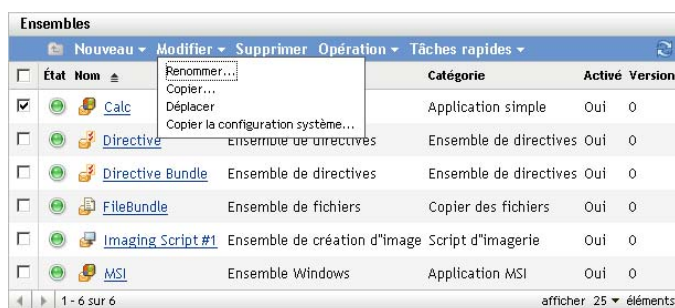 Ensembles
Nouveau Modifier Supprimer Opération Tâches rapides
État Nom Catégorie Activé Version
Renommer...
Copier...
Déplacer
Copier la configuration système...
Calc Application simple Oui 0
Directive Ensemble de directives Ensemble de directives Oui 0
Directive Bundle Ensemble de directives Ensemble de directives Oui 0
FileBundle Ensemble de fichiers Copier des fichiers Oui 0
Imaging Script #1 Ensemble de création d"image Script d"imagerie Oui 0
MSI Ensemble Windows Application MSI Oui 0
1 - 6 sur 6 afficher 25 éléments